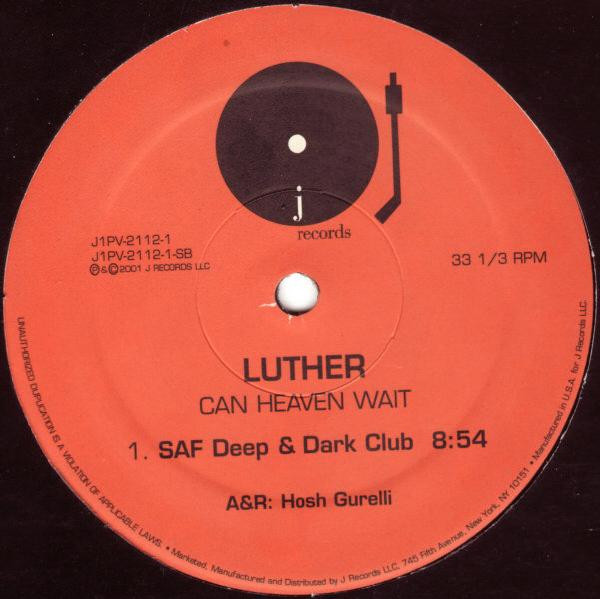 j
records
J1PV-2112-1
J1PV-2112-1-SB
℗ & © 2001 J RECORDS LLC
33 1/3 RPM
LUTHER
CAN HEAVEN WAIT
1. SAF Deep & Dark Club 8:54
A&R: Hosh Gurelli
UNAUTHORIZED DUPLICATION IS A VIOLATION OF APPLICABLE LAWS. • Marketed, Manufactured and Distributed by J Records LLC, 745 Fifth Avenue, New York, NY 10151 • Manufactured in U.S.A. for J Records LLC.